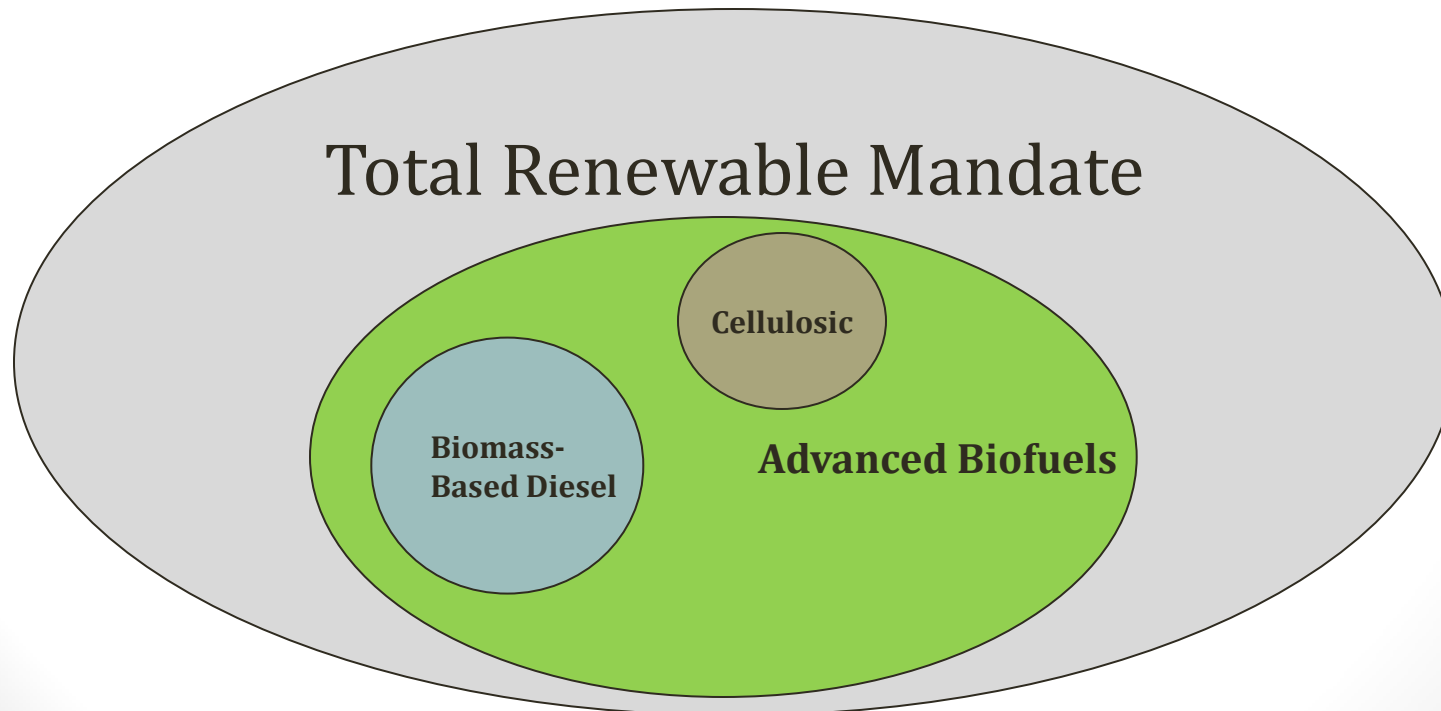 Total Renewable Mandate
Cellulosic
Biomass-
Based Diesel
Advanced Biofuels